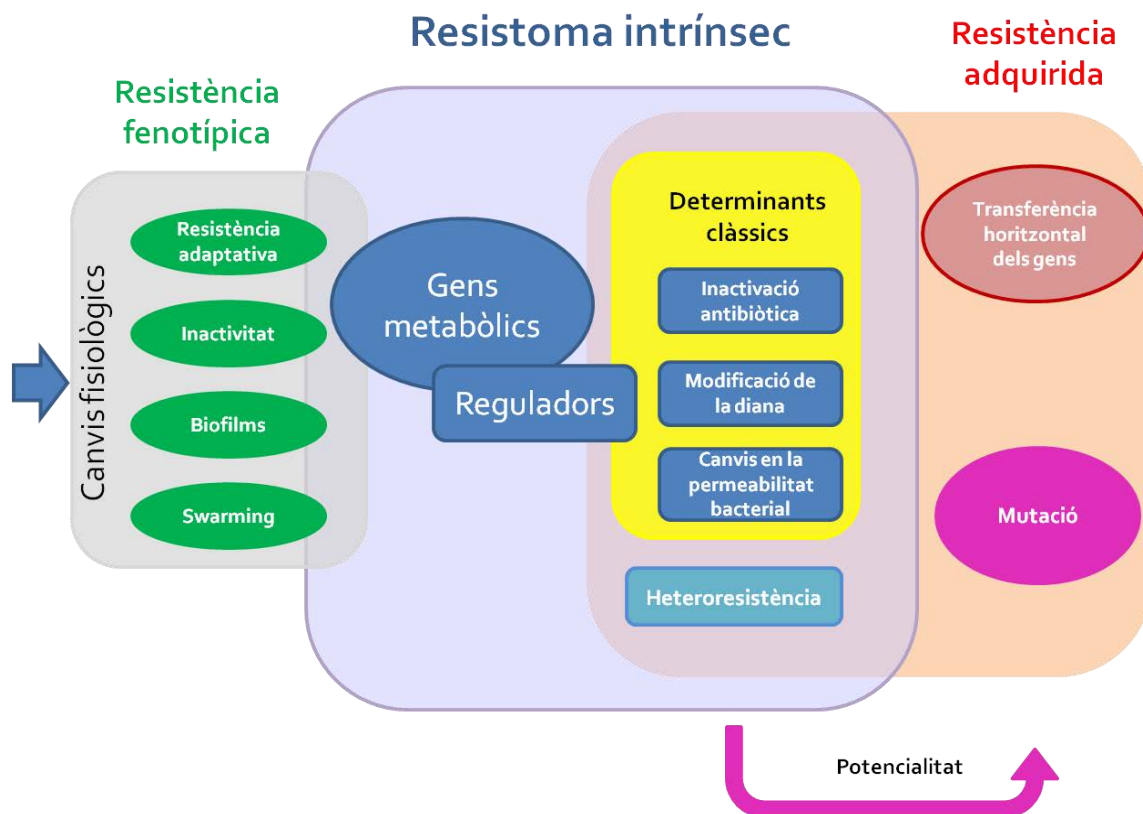 Resistoma intrínsec
Resistència
adquirida
Resistència
fenotípica
Canvis fisiològics
Resistència
adaptativa
Inactivitat
Biofilms
Swarming
Gens
metabòlics
Reguladors
Determinants
clàssics
Inactivació
antibiòtica
Modificació de
la diana
Canvis en la
permeabilitat
bacterial
Heteroresistència
Transferència
horitzontal
dels gens
Mutació
Potencialitat